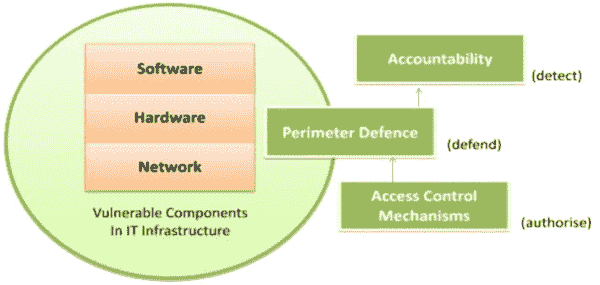 Software
Hardware
Network
Vulnerable Components
In IT Infrastructure
Accountability
(detect)
Perimeter Defence
(defend)
Access Control
Mechanisms
(authorise)